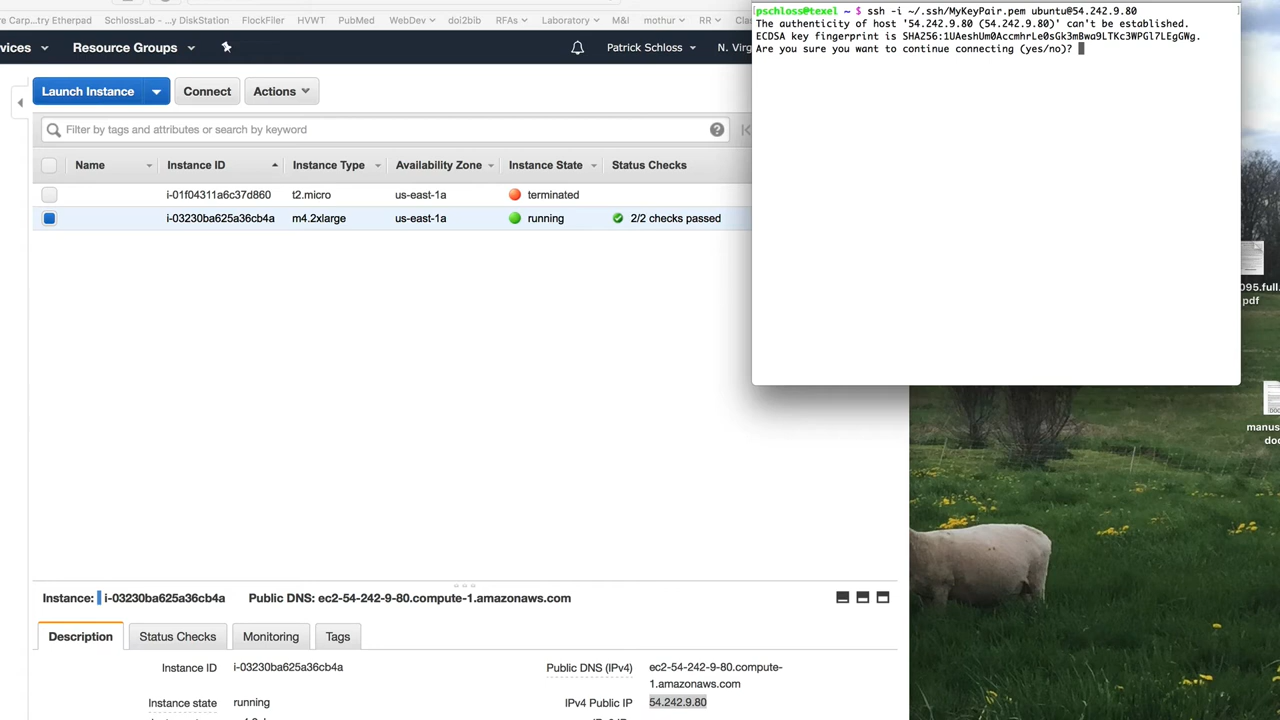 SchlossLab
...y DiskStation
FlockFiler
HVWT
PubMed
WebDev
doi2bib
RFAs
Laboratory
M&I
mothur
RR
e Carp...try Etherpad
vices
Resource Groups
Patrick Schloss
N. Virg
Launch Instance
Connect
Actions
Filter by tags and attributes or search by keyword
Name Instance ID Instance Type Availability Zone Instance State Status Checks
i-01f04311a6c37d860 t2.micro us-east-1a terminated
i-03230ba625a36cb4a m4.2xlarge us-east-1a running 2/2 checks passed
pschloss@texel ~ $ ssh -i ~/.ssh/MyKeyPair.pem ubuntu@54.242.9.80
The authenticity of host '54.242.9.80 (54.242.9.80)' can't be established.
ECDSA key fingerprint is SHA256:1UAeshUm0AccmhrLe0sGk3mBwa9LTKc3WPGl7LEgGWg.
Are you sure you want to continue connecting (yes/no)?
095.full.
pdf
manus
doc
Instance: i-03230ba625a36cb4a Public DNS: ec2-54-242-9-80.compute-1.amazonaws.com
Description Status Checks Monitoring Tags
Instance ID i-03230ba625a36cb4a
Public DNS (IPv4) ec2-54-242-9-80.compute-
1.amazonaws.com
Instance state running
IPv4 Public IP 54.242.9.80